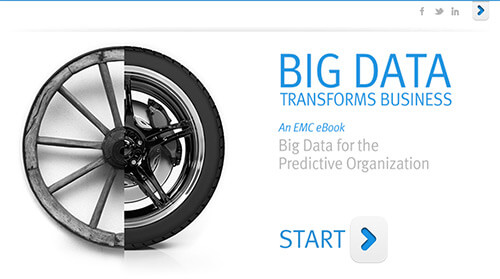 BIG DATA
TRANSFORMS BUSINESS
An EMC eBook
Big Data for the
Predictive Organization
START